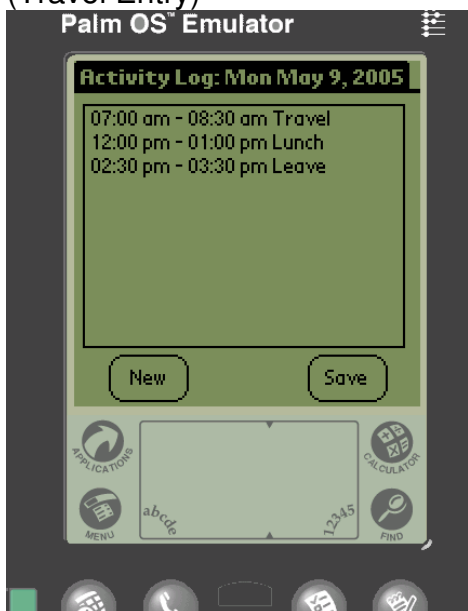 (Travel Entry)
Palm OS™ Emulator
Activity Log: Mon May 9, 2005
07:00 am - 08:30 am Travel
12:00 pm - 01:00 pm Lunch
02:30 pm - 03:30 pm Leave
New
Save
APPLICATIONS
CALCULATOR
MENU
abcde
12345
FIND